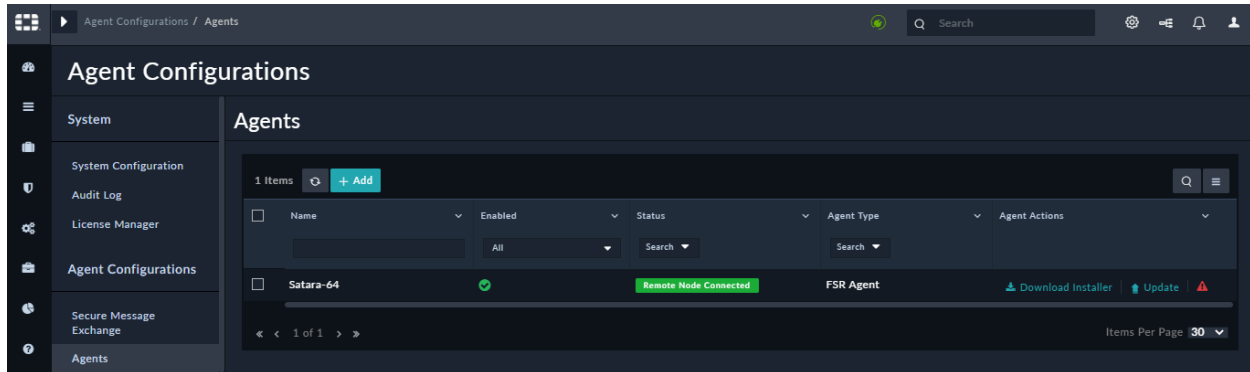 Agent Configurations / Agents
Search
Agent Configurations
System
System Configuration
Audit Log
License Manager
Agent Configurations
Secure Message
Exchange
Agents
Agents
1 Items + Add
Name Enabled Status Agent Type Agent Actions
All Search Search
Satara-64 Remote Node Connected FSR Agent Download Installer Update
« < 1 of 1 > » Items Per Page 30